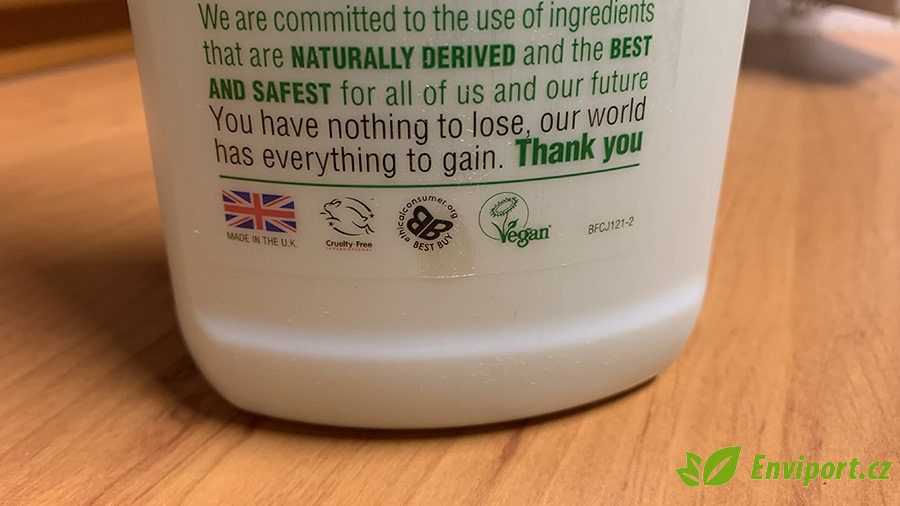 We are committed to the use of ingredients
that are NATURALLY DERIVED and the BEST
AND SAFEST for all of us and our future
You have nothing to lose, our world
has everything to gain. Thank you
MADE IN THE U.K.
Cruelty-Free
INTERNATIONAL
ethicalconsumer.org
BEST BUY
Vegan
BFCJ121-2
Enviport.cz